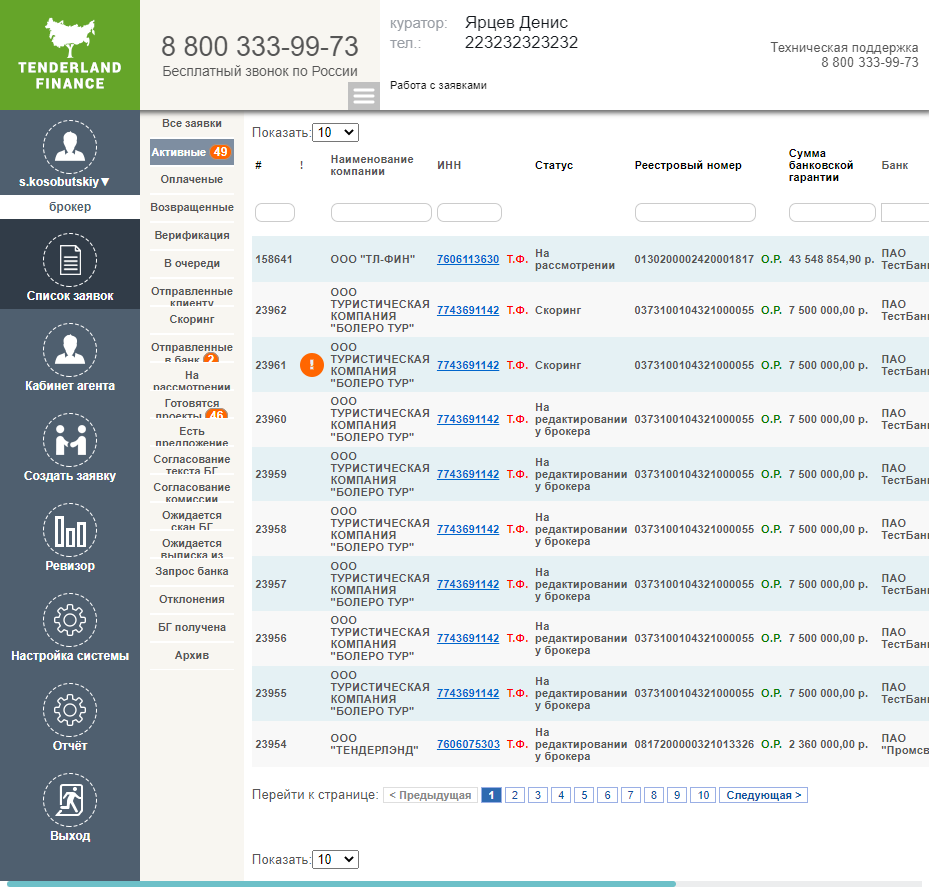 TENDERLAND
FINANCE
8 800 333-99-73
Бесплатный звонок по России
куратор: Ярцев Денис
тел.: 223232323232
Работа с заявками
Техническая поддержка
8 800 333-99-73
s.kosobutskiy▼
брокер
Список заявок
Кабинет агента
Создать заявку
Ревизор
Настройка системы
Отчёт
Выход
Все заявки
Активные 49
Оплаченые
Возвращенные
Верификация
В очереди
Отправленные
клиенту
Скоринг
Отправленные
в банк 2
На
рассмотрении
Готовятся
проекты 46
Есть
предложение
Согласование
текста БГ
Согласование
комиссии
Ожидается
скан БГ
Ожидается
выписка из
Запрос банка
Отклонения
БГ получена
Архив
Показать: 10
# ! Наименование компании ИНН Статус Реестровый номер Сумма банковской гарантии Банк
158641 ООО "ТЛ-ФИН" 7606113630 Т.Ф. На рассмотрении 0130200002420001817 О.Р. 43 548 854,90 р. ПАО ТестБанк
23962 ООО ТУРИСТИЧЕСКАЯ КОМПАНИЯ "БОЛЕРО ТУР" 7743691142 Т.Ф. Скоринг 0373100104321000055 О.Р. 7 500 000,00 р. ПАО ТестБанк
23961 ! ООО ТУРИСТИЧЕСКАЯ КОМПАНИЯ "БОЛЕРО ТУР" 7743691142 Т.Ф. Скоринг 0373100104321000055 О.Р. 7 500 000,00 р. ПАО ТестБанк
23960 ООО ТУРИСТИЧЕСКАЯ КОМПАНИЯ "БОЛЕРО ТУР" 7743691142 Т.Ф. На редактировании у брокера 0373100104321000055 О.Р. 7 500 000,00 р. ПАО ТестБанк
23959 ООО ТУРИСТИЧЕСКАЯ КОМПАНИЯ "БОЛЕРО ТУР" 7743691142 Т.Ф. На редактировании у брокера 0373100104321000055 О.Р. 7 500 000,00 р. ПАО ТестБанк
23958 ООО ТУРИСТИЧЕСКАЯ КОМПАНИЯ "БОЛЕРО ТУР" 7743691142 Т.Ф. На редактировании у брокера 0373100104321000055 О.Р. 7 500 000,00 р. ПАО ТестБанк
23957 ООО ТУРИСТИЧЕСКАЯ КОМПАНИЯ "БОЛЕРО ТУР" 7743691142 Т.Ф. На редактировании у брокера 0373100104321000055 О.Р. 7 500 000,00 р. ПАО ТестБанк
23956 ООО ТУРИСТИЧЕСКАЯ КОМПАНИЯ "БОЛЕРО ТУР" 7743691142 Т.Ф. На редактировании у брокера 0373100104321000055 О.Р. 7 500 000,00 р. ПАО ТестБанк
23955 ООО ТУРИСТИЧЕСКАЯ КОМПАНИЯ "БОЛЕРО ТУР" 7743691142 Т.Ф. На редактировании у брокера 0373100104321000055 О.Р. 7 500 000,00 р. ПАО ТестБанк
23954 ООО "ТЕНДЕРЛЭНД" 7606075303 Т.Ф. На редактировании у брокера 0817200000321013326 О.Р. 2 360 000,00 р. ПАО "Промсв
Перейти к странице: < Предыдущая 1 2 3 4 5 6 7 8 9 10 Следующая >
Показать: 10